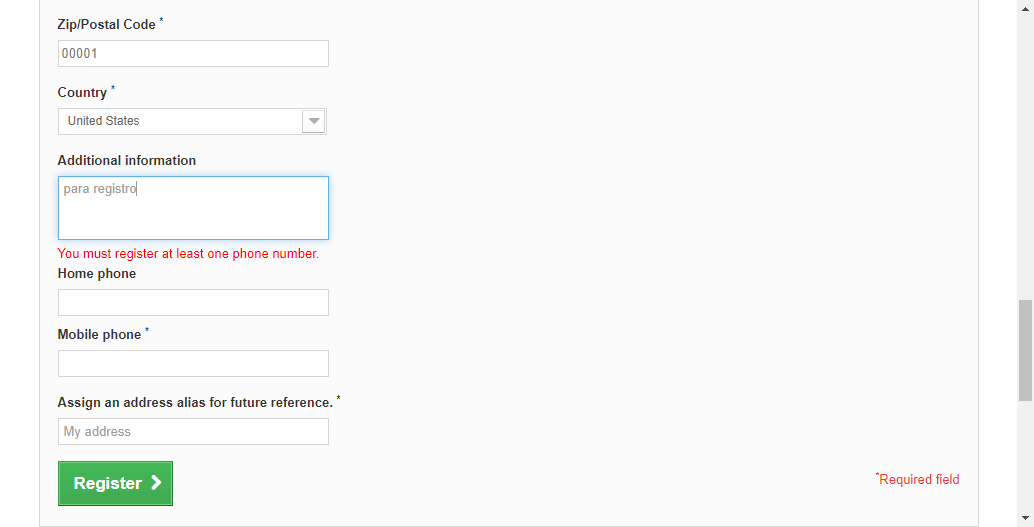 Zip/Postal Code *
00001
Country *
United States
Additional information
para registro
You must register at least one phone number.
Home phone
Mobile phone *
Assign an address alias for future reference. *
My address
Register
*Required field